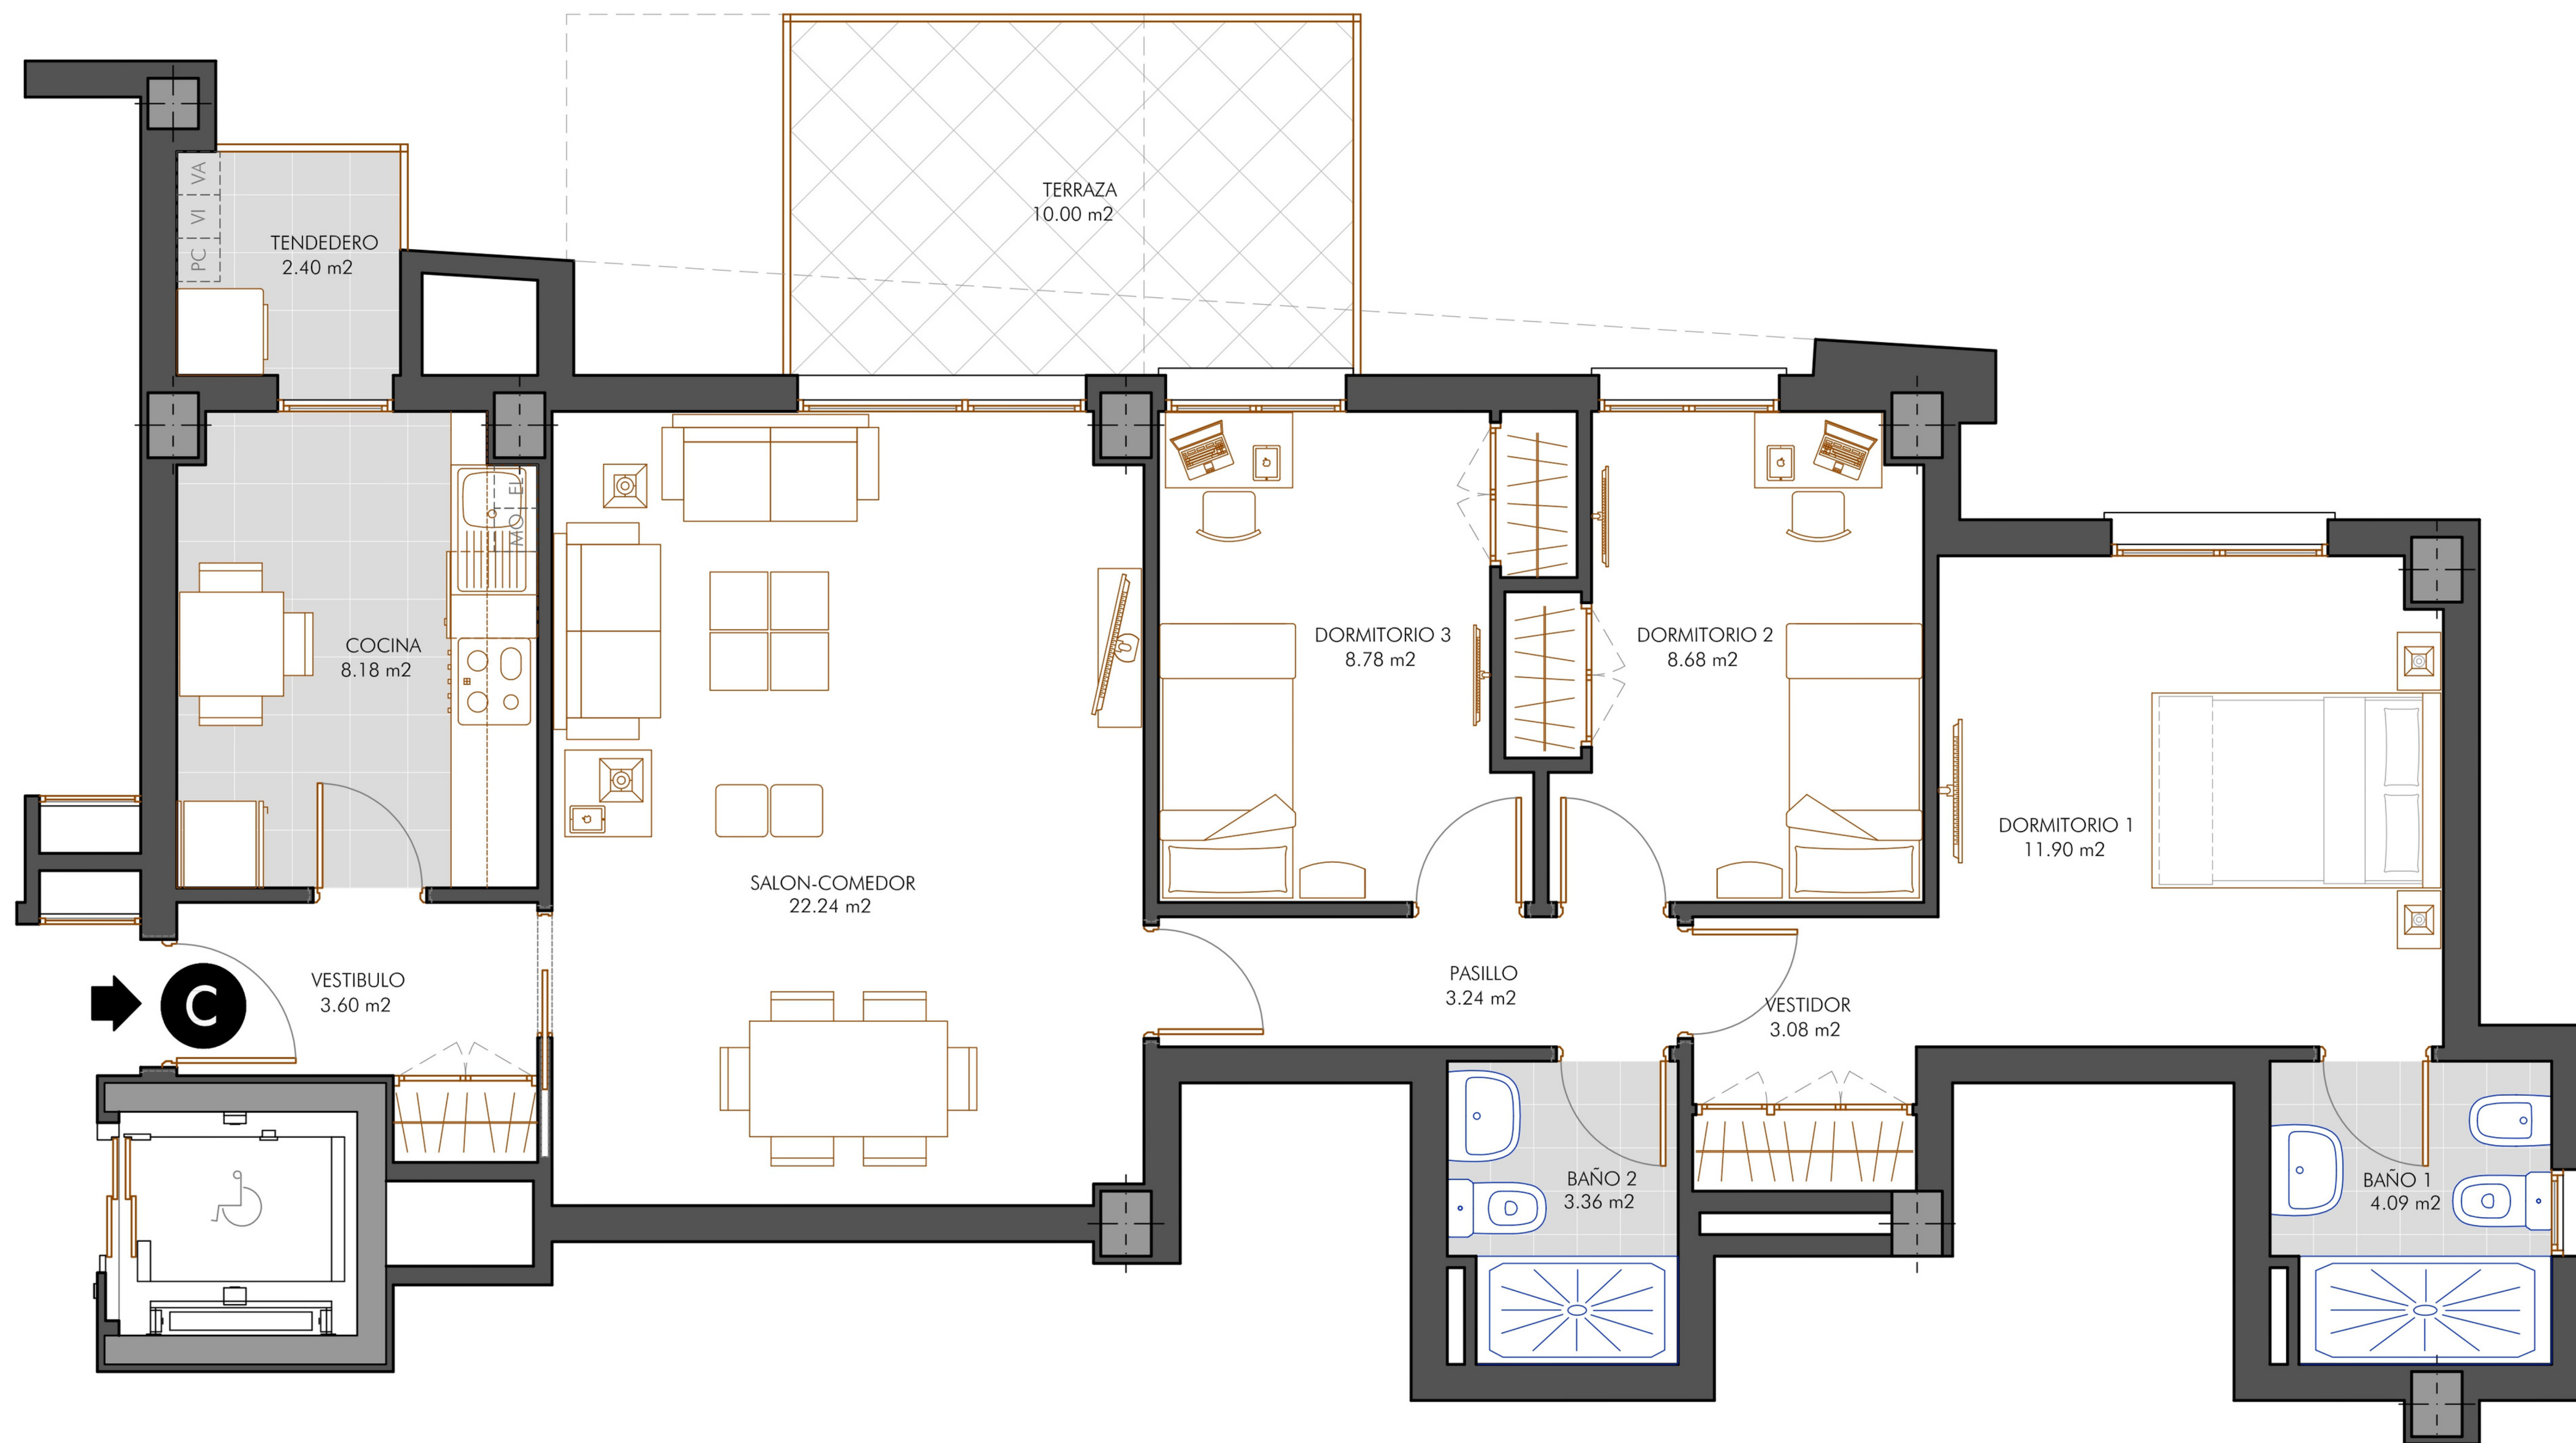 TERRAZA
10.00 m2
VA
VI
PC
TENDEDERO
2.40 m2
EL
MO
COCINA
8.18 m2
DORMITORIO 3
8.78 m2
DORMITORIO 2
8.68 m2
DORMITORIO 1
11.90 m2
SALON-COMEDOR
22.24 m2
VESTIBULO
3.60 m2
C
PASILLO
3.24 m2
VESTIDOR
3.08 m2
BAÑO 2
3.36 m2
BAÑO 1
4.09 m2